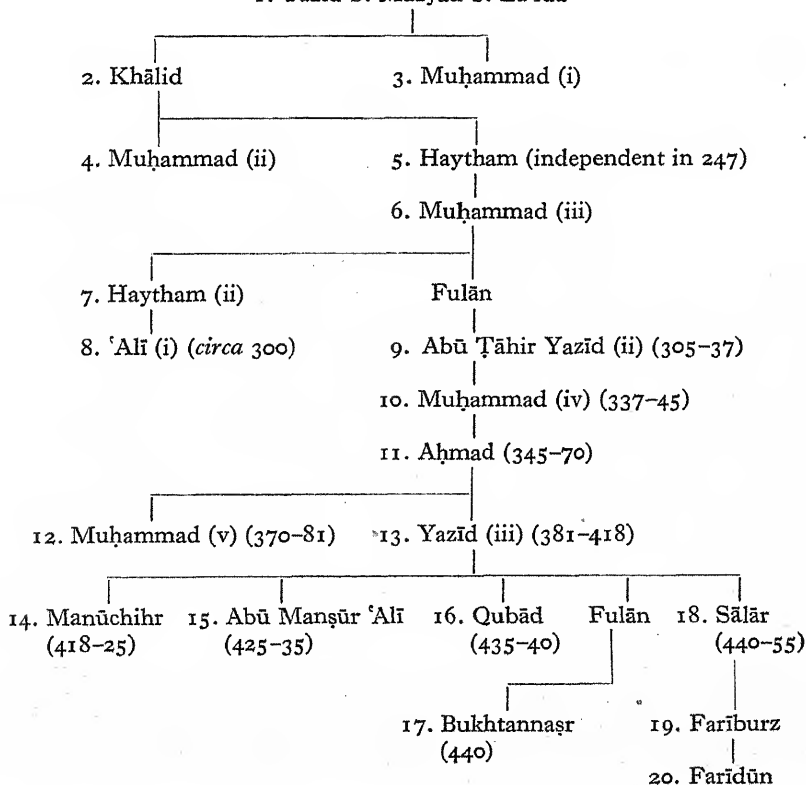 2. Khālid 3. Muḥammad (i)
4. Muḥammad (ii) 5. Haytham (independent in 247)
6. Muḥammad (iii)
7. Haytham (ii) Fulān
8. ʿAlī (i) (circa 300) 9. Abū Ṭāhir Yazīd (ii) (305–37)
10. Muḥammad (iv) (337–45)
11. Aḥmad (345–70)
12. Muḥammad (v) (370–81) 13. Yazīd (iii) (381–418)
14. Manūchihr 15. Abū Manṣūr ʿAlī 16. Qubād Fulān 18. Sālār
(418–25) (425–35) (435–40) (440–55)
17. Bukhtannaṣr 19. Farīburz
(440)
20. Farīdūn